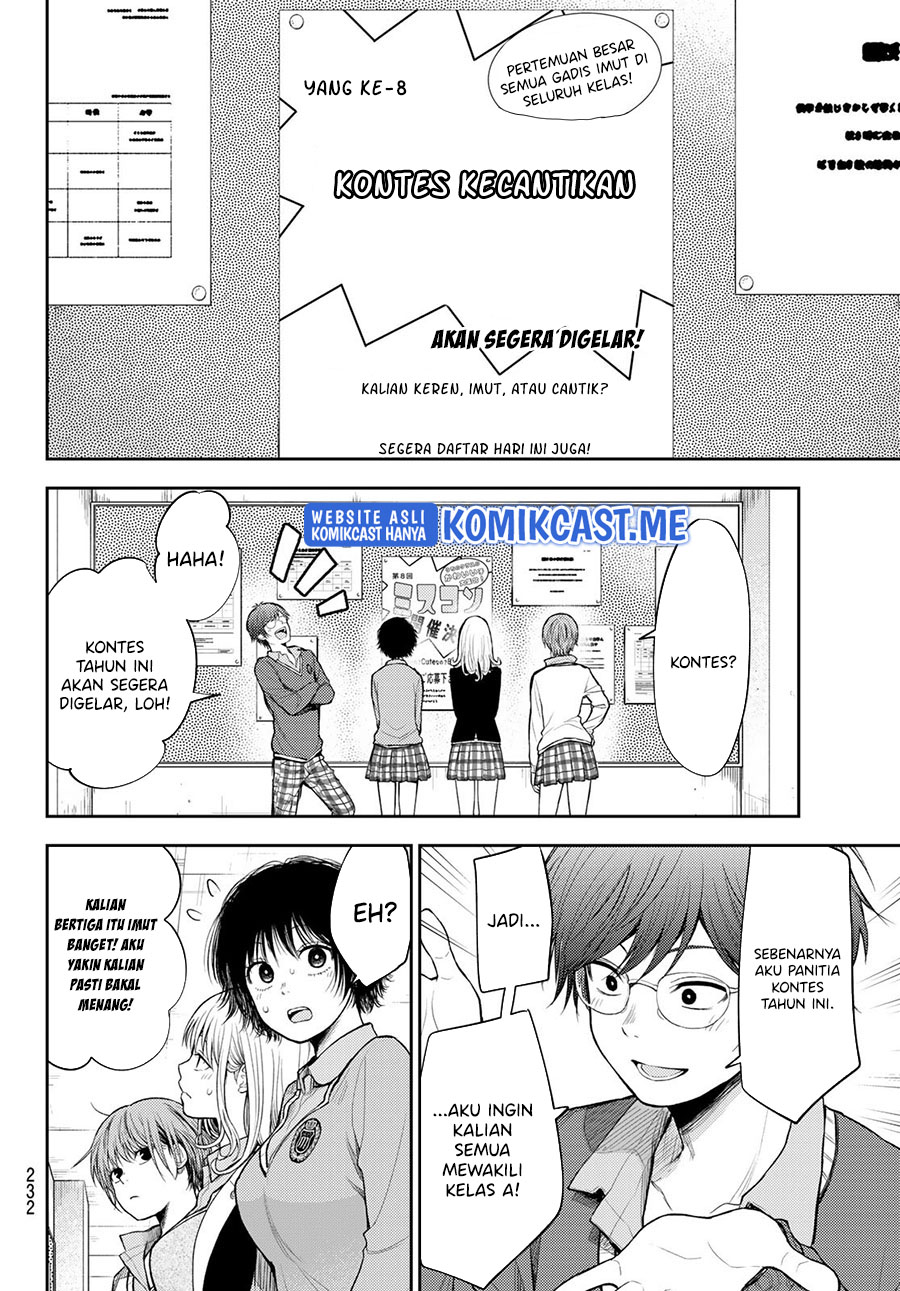 PERTEMUAN BESAR
SEMUA GADIS IMUT DI
SELURUH KELAS!
YANG KE-8
KONTES KECANTIKAN
AKAN SEGERA DIGELAR!
KALIAN KEREN, IMUT, ATAU CANTIK?
SEGERA DAFTAR HARI INI JUGA!
WEBSITE ASLI
KOMIKCAST HANYA
KOMIKCAST.ME
KONTES?
第8回
ミスコン
開催決
HAHA!
KONTES
TAHUN INI
AKAN SEGERA
DIGELAR, LOH!
SEBENARNYA
AKU PANITIA
KONTES
TAHUN INI.
JADI...
...AKU INGIN
KALIAN
SEMUA
MEWAKILI
KELAS A!
EH?
KALIAN
BERTIGA ITU IMUT
BANGET! AKU
YAKIN KALIAN
PASTI BAKAL
MENANG!
232